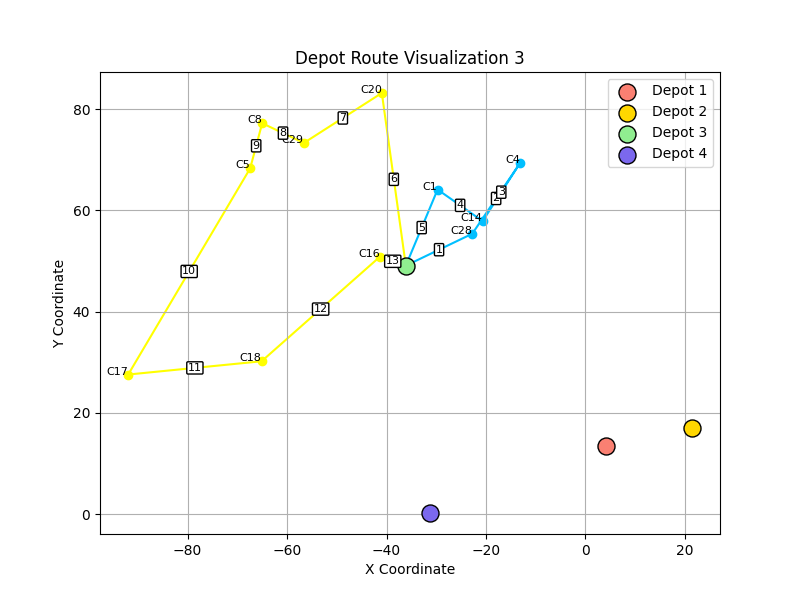 Depot Route Visualization 3
Depot 1
Depot 2
Depot 3
Depot 4
Y Coordinate
80
60
40
20
0
C20
C8
8
7
C29
9
C5
6
C4
3
2
C1
4
C14
5
C28
1
C16
13
10
12
C18
C17
11
−80
−60
−40
−20
0
20
X Coordinate